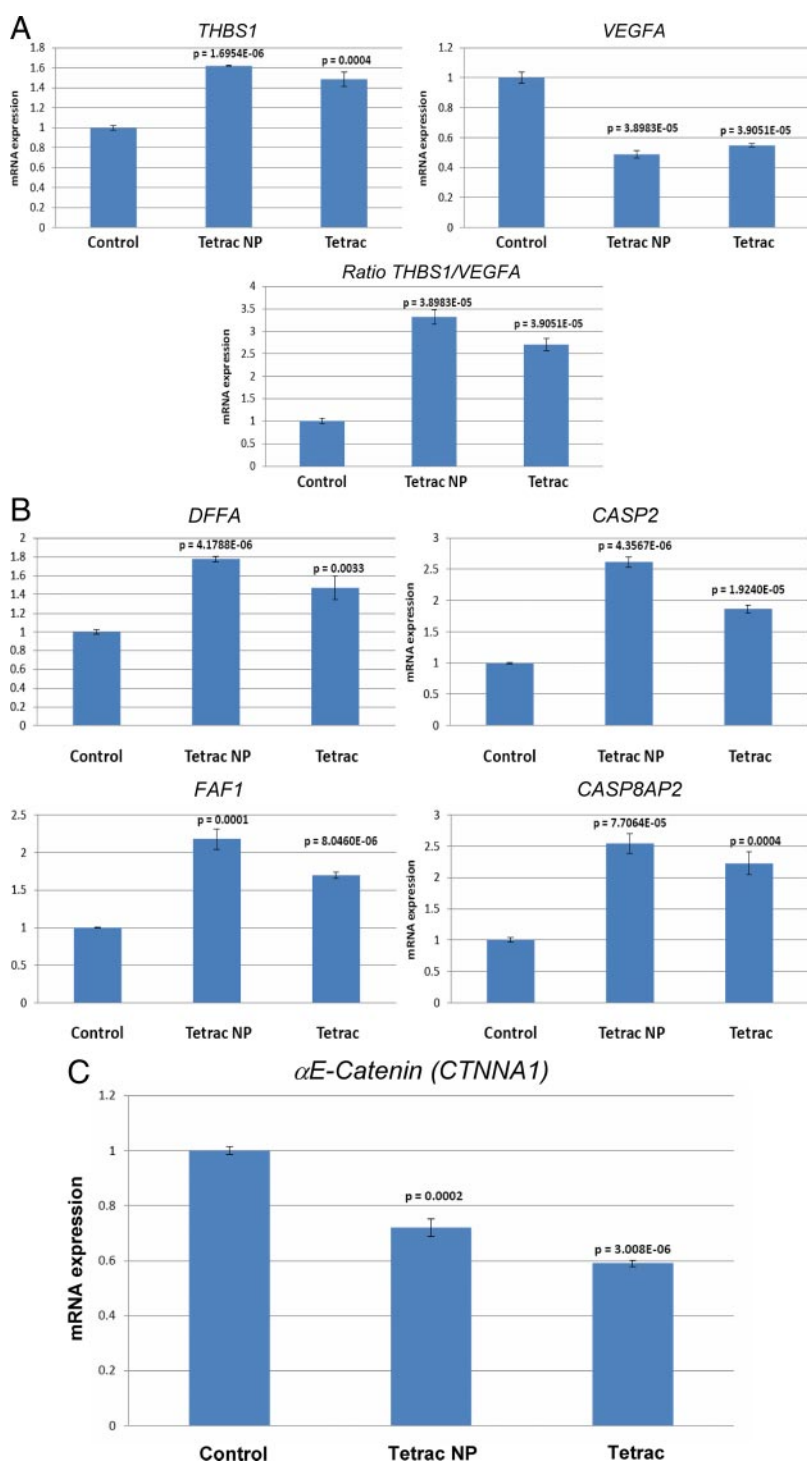 A
THBS1
mRNA expression
1.8
1.6
1.4
1.2
1
0.8
0.6
0.4
0.2
0
p = 1.6954E-06
p = 0.0004
Control Tetrac NP Tetrac
VEGFA
mRNA expression
1.2
1
0.8
0.6
0.4
0.2
0
p = 3.8983E-05
p = 3.9051E-05
Control Tetrac NP Tetrac
Ratio THBS1/VEGFA
mRNA expression
4
3.5
3
2.5
2
1.5
1
0.5
0
p = 3.8983E-05
p = 3.9051E-05
Control Tetrac NP Tetrac
B
DFFA
2
1.8
1.6
1.4
1.2
1
0.8
0.6
0.4
0.2
0
p = 4.1788E-06
p = 0.0033
Control Tetrac NP Tetrac
CASP2
mRNA expression
3
2.5
2
1.5
1
0.5
0
p = 4.3567E-06
p = 1.9240E-05
Control Tetrac NP Tetrac
FAF1
2.5
2
1.5
1
0.5
0
p = 0.0001
p = 8.0460E-06
Control Tetrac NP Tetrac
CASP8AP2
mRNA expression
3
2.5
2
1.5
1
0.5
0
p = 7.7064E-05
p = 0.0004
Control Tetrac NP Tetrac
C
αE-Catenin (CTNNA1)
mRNA expression
1.2
1
0.8
0.6
0.4
0.2
0
p = 0.0002
p = 3.008E-06
Control Tetrac NP Tetrac